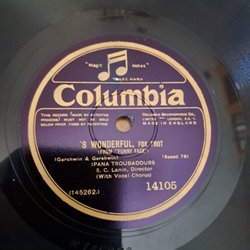 "Magic Notes"
TRADE MARK
Columbia
THIS RECORD MADE BY PATENTED
PROCESS MUST NOT BE SOLD
BELOW PRICE FIXED BY PATENTEES
COLUMBIA GRAPHOPHONE CO.
LIMITED LONDON, E.C. 1
MADE IN ENGLAND
'S WONDERFUL, FOX TROT
(FROM "FUNNY FACE")
(Gershwin & Gershwin) (Speed 78)
IPANA TROUBADOURS
S. C. Lanin, Director
(With Vocal Chorus)
(145262) 14105